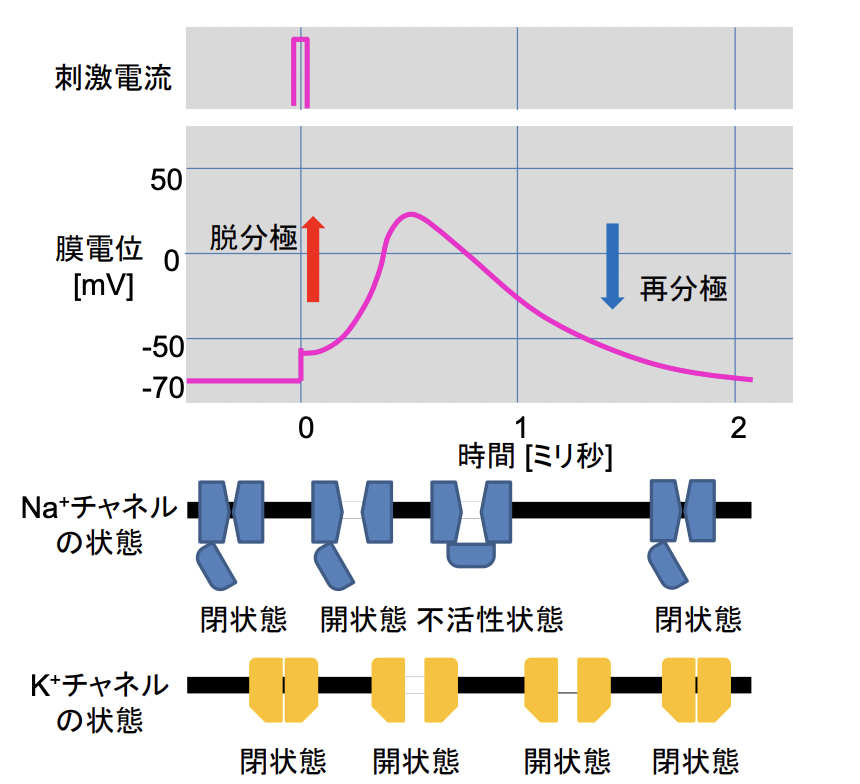 刺激電流
50
脱分極
膜電位
[mV]
0
再分極
-50
-70
0 1 2
時間 [ミリ秒]
Na⁺チャネル
の状態
閉状態 開状態 不活性状態 閉状態
K⁺チャネル
の状態
閉状態 開状態 開状態 閉状態